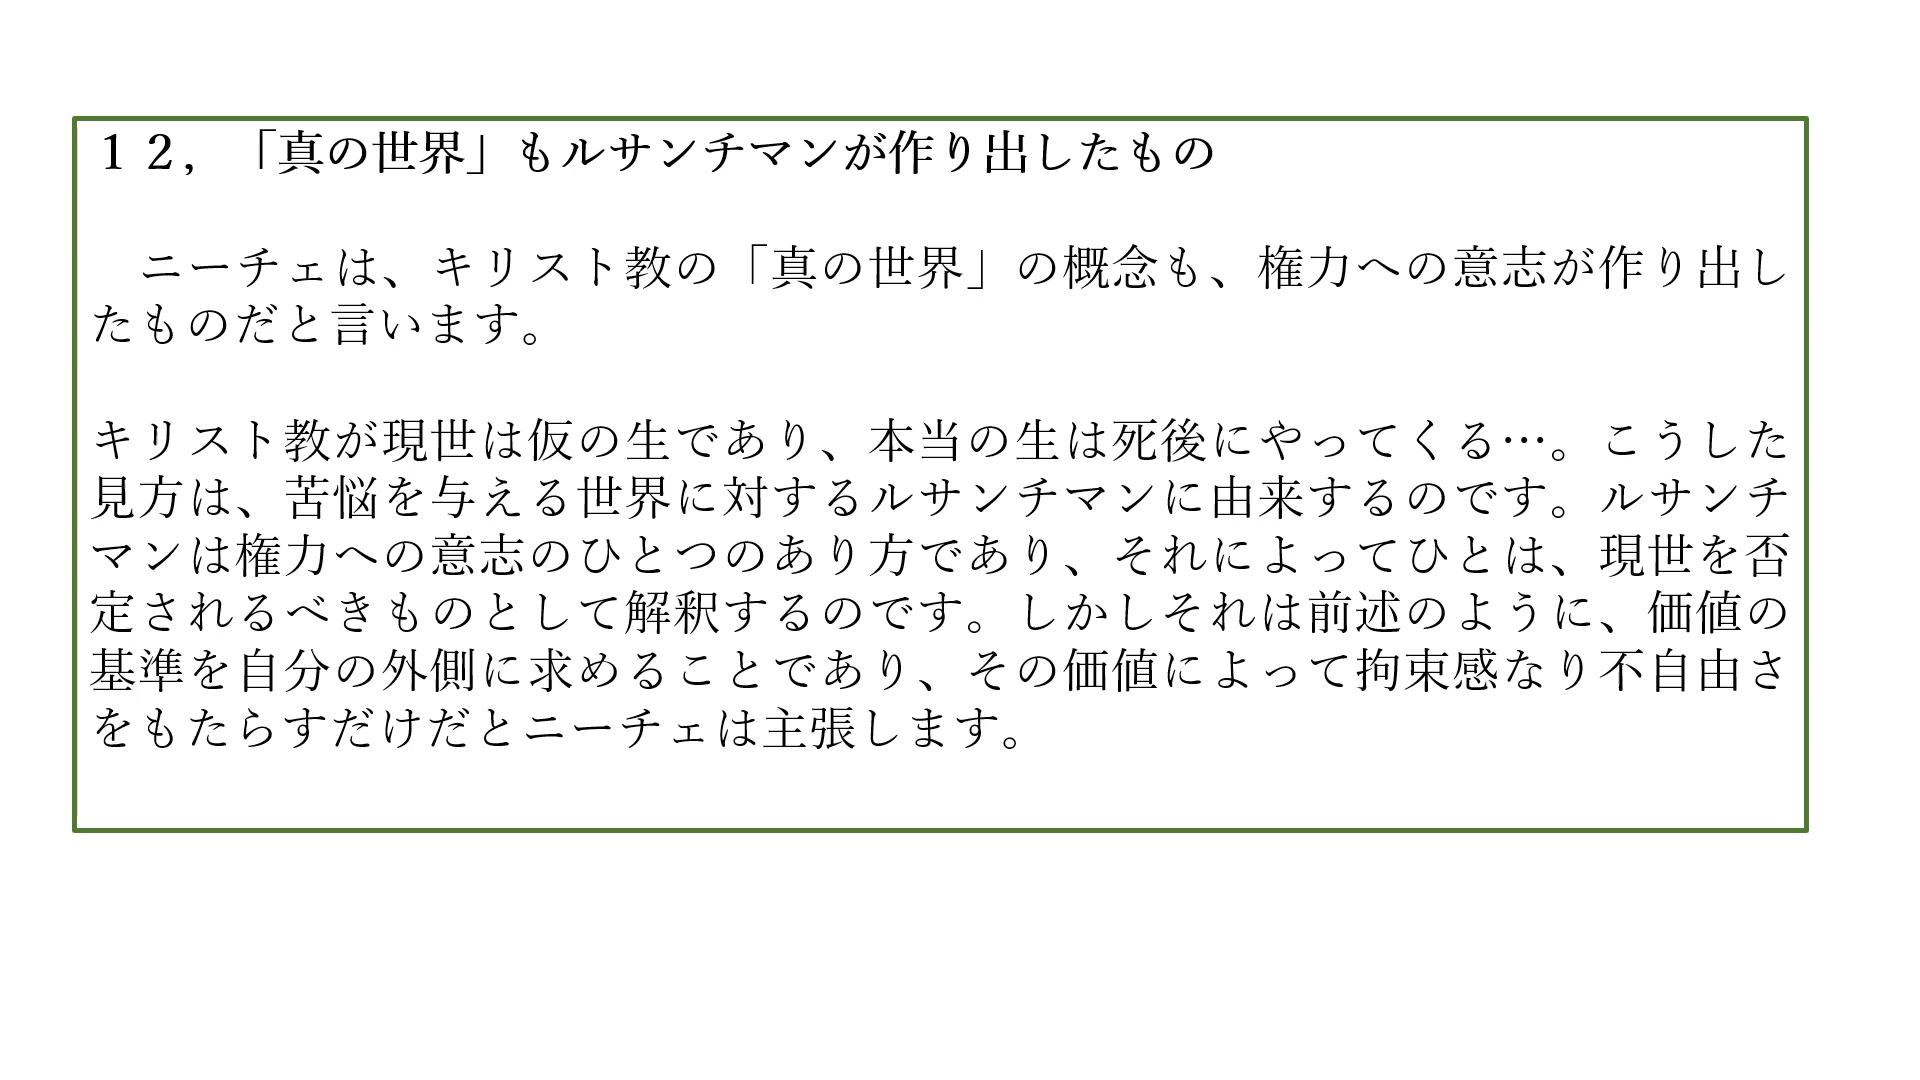 １２，「真の世界」もルサンチマンが作り出したもの
　ニーチェは、キリスト教の「真の世界」の概念も、権力への意志が作り出し
たものだと言います。
キリスト教が現世は仮の生であり、本当の生は死後にやってくる…。こうした
見方は、苦悩を与える世界に対するルサンチマンに由来するのです。ルサンチ
マンは権力への意志のひとつのあり方であり、それによってひとは、現世を否
定されるべきものとして解釈するのです。しかしそれは前述のように、価値の
基準を自分の外側に求めることであり、その価値によって拘束感なり不自由さ
をもたらすだけだとニーチェは主張します。